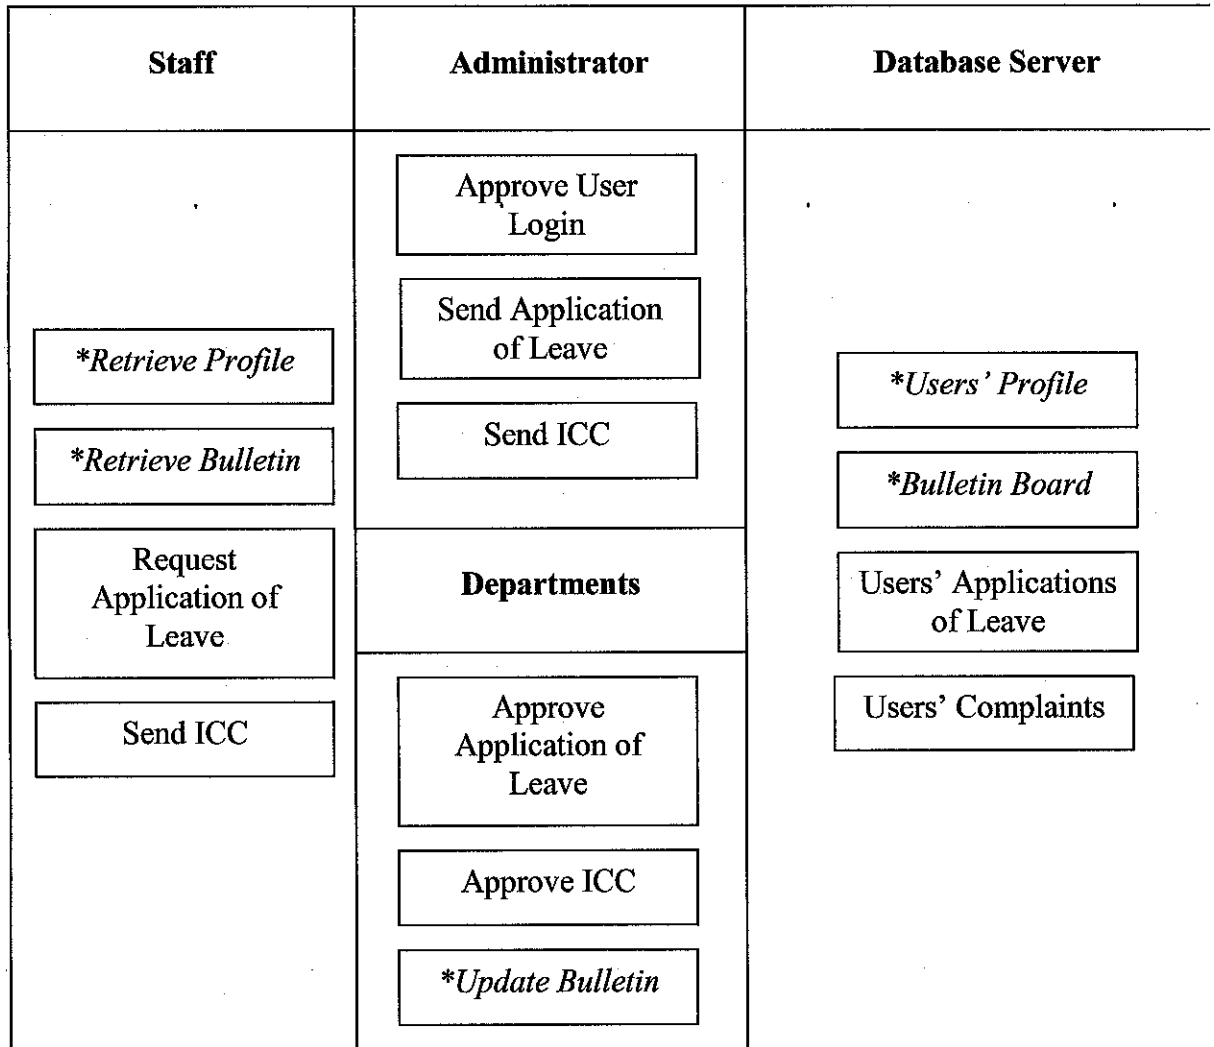 Staff
Administrator
Database Server
*Retrieve Profile
*Retrieve Bulletin
Request
Application of
Leave
Send ICC
Approve User
Login
Send Application
of Leave
Send ICC
Departments
Approve
Application of
Leave
Approve ICC
*Update Bulletin
*Users’ Profile
*Bulletin Board
Users’ Applications
of Leave
Users’ Complaints